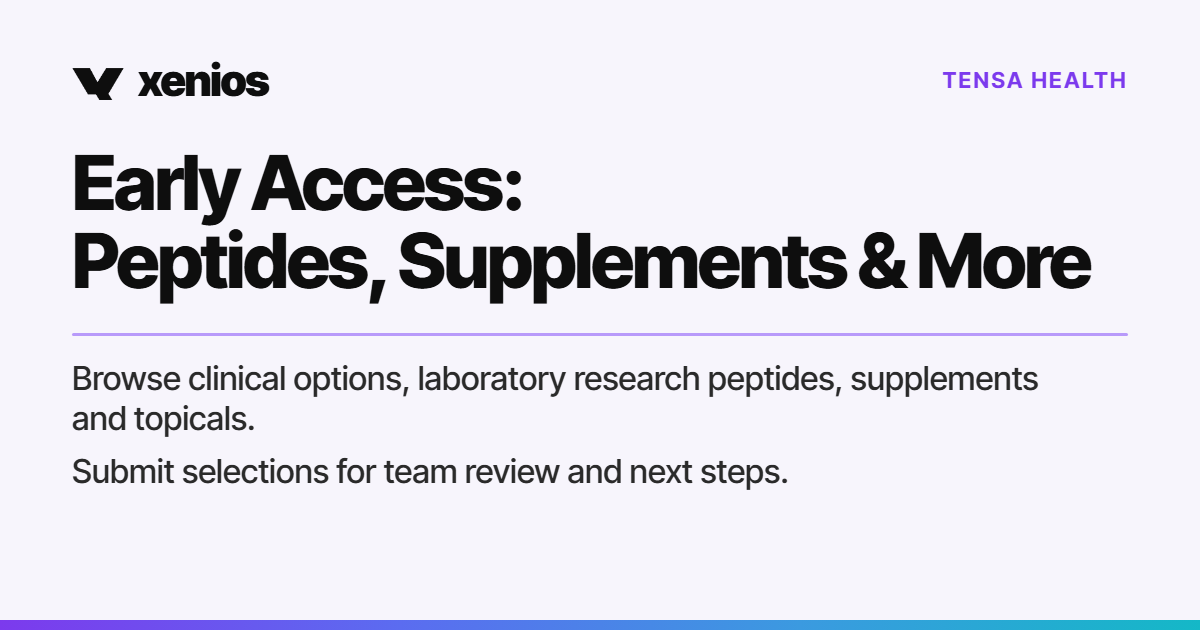 xenios
TENSA HEALTH
Early Access:
Peptides, Supplements & More
Browse clinical options, laboratory research peptides, supplements
and topicals.
Submit selections for team review and next steps.